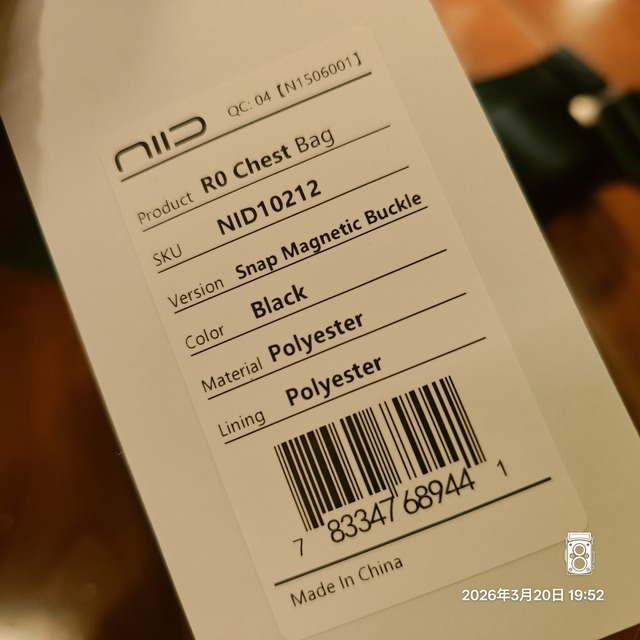 NIID QC: 04【N1506001】
Product R0 Chest Bag
SKU NID10212
Version Snap Magnetic Buckle
Color Black
Material Polyester
Lining Polyester
7 83347 68944 1
Made In China
2026年3月20日 19:52